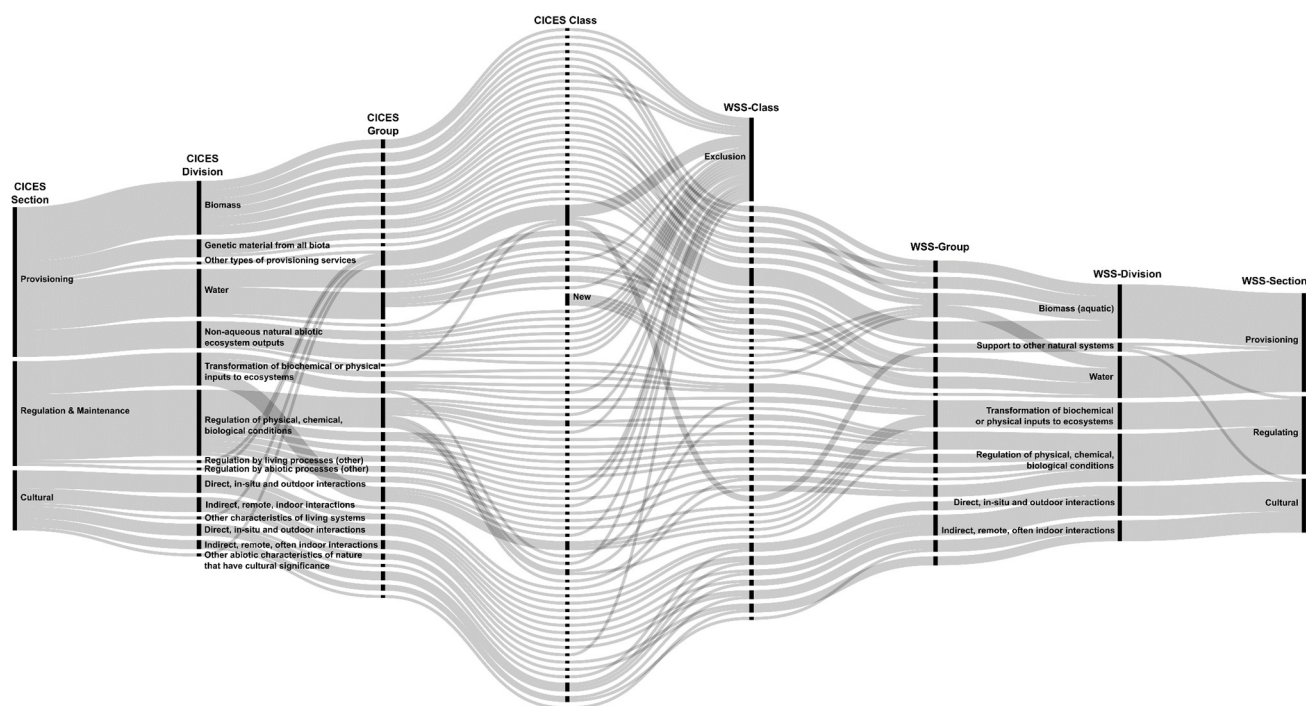 CICES
Section
Provisioning
Regulation & Maintenance
Cultural
CICES
Division
Biomass
Genetic material from all biota
Other types of provisioning services
Water
Non-aqueous natural abiotic
ecosystem outputs
Transformation of biochemical or physical
inputs to ecosystems
Regulation of physical, chemical,
biological conditions
Regulation by living processes (other)
Regulation by abiotic processes (other)
Direct, in-situ and outdoor interactions
Indirect, remote, indoor interactions
Other characteristics of living systems
Direct, in-situ and outdoor interactions
Indirect, remote, often indoor interactions
Other abiotic characteristics of nature
that have cultural significance
CICES
Group
CICES Class
New
WSS-Class
Exclusion
WSS-Group
WSS-Division
Biomass (aquatic)
Support to other natural systems
Water
Transformation of biochemical
or physical inputs to ecosystems
Regulation of physical, chemical,
biological conditions
Direct, in-situ and outdoor interactions
Indirect, remote, often indoor interactions
WSS-Section
Provisioning
Regulating
Cultural